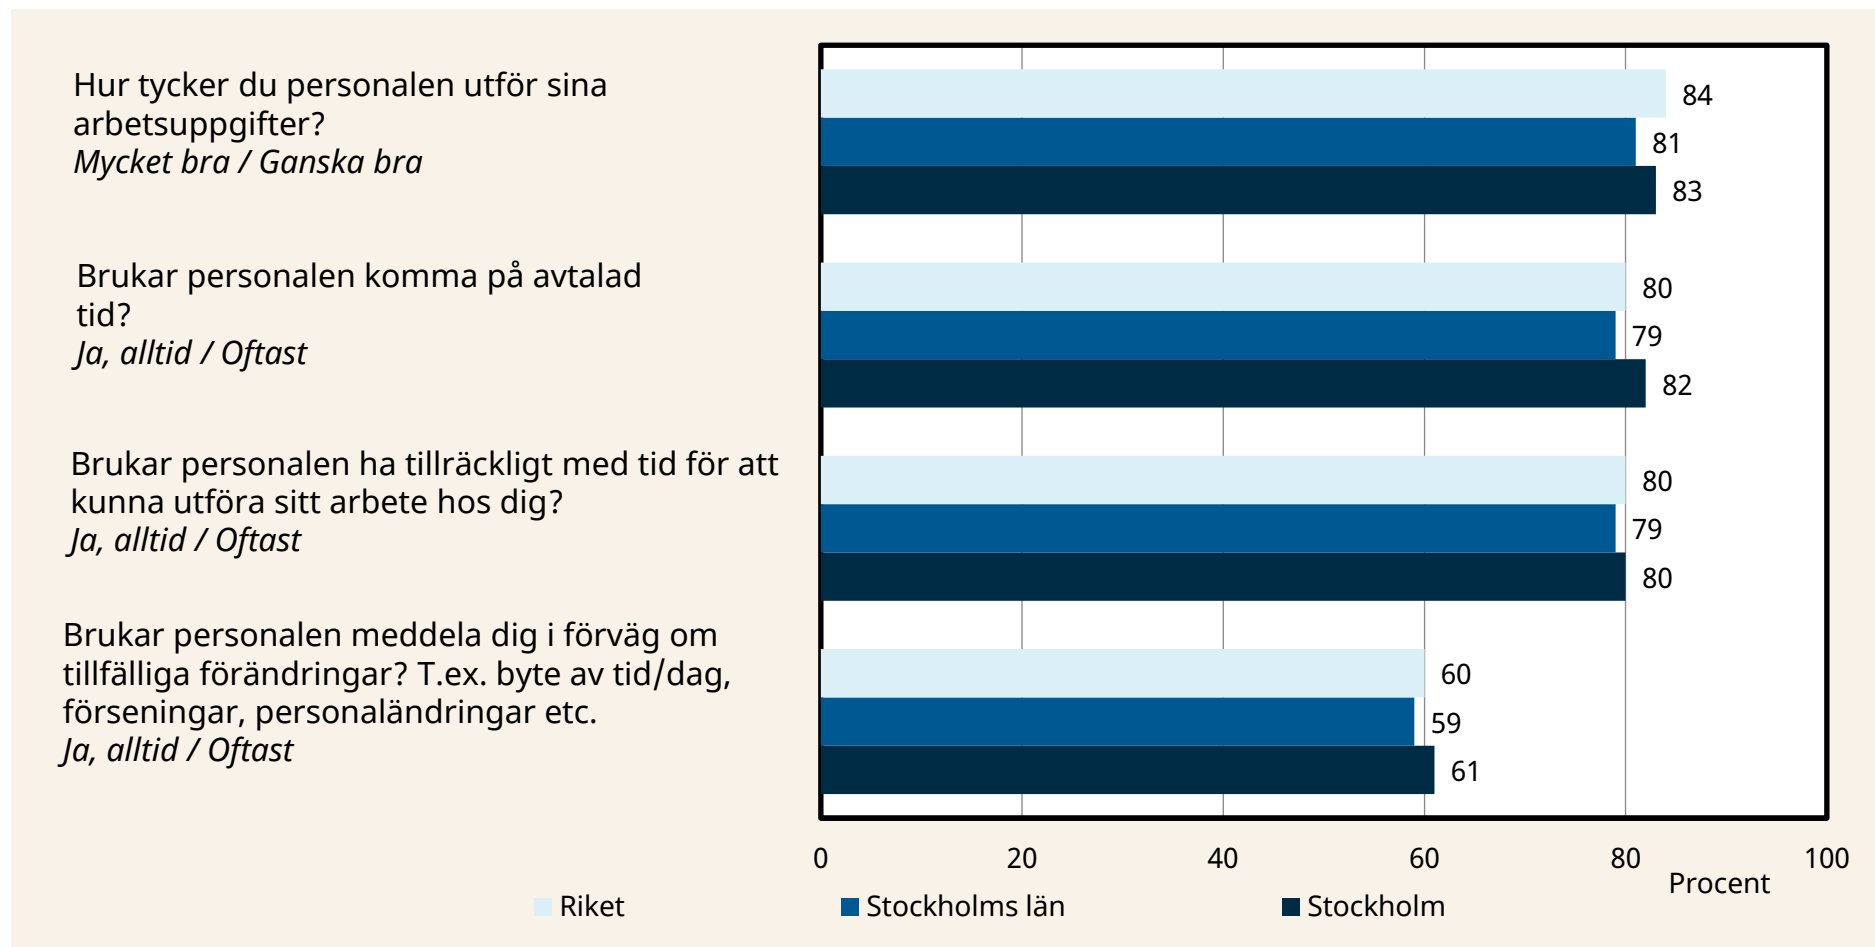 Hur tycker du personalen utför sina
arbetsuppgifter?
Mycket bra / Ganska bra
84
81
83
Brukar personalen komma på avtalad
tid?
Ja, alltid / Oftast
80
79
82
Brukar personalen ha tillräckligt med tid för att
kunna utföra sitt arbete hos dig?
Ja, alltid / Oftast
80
79
80
Brukar personalen meddela dig i förväg om
tillfälliga förändringar? T.ex. byte av tid/dag,
förseningar, personaländringar etc.
Ja, alltid / Oftast
60
59
61
0 20 40 60 80 100
Procent
Riket Stockholms län Stockholm